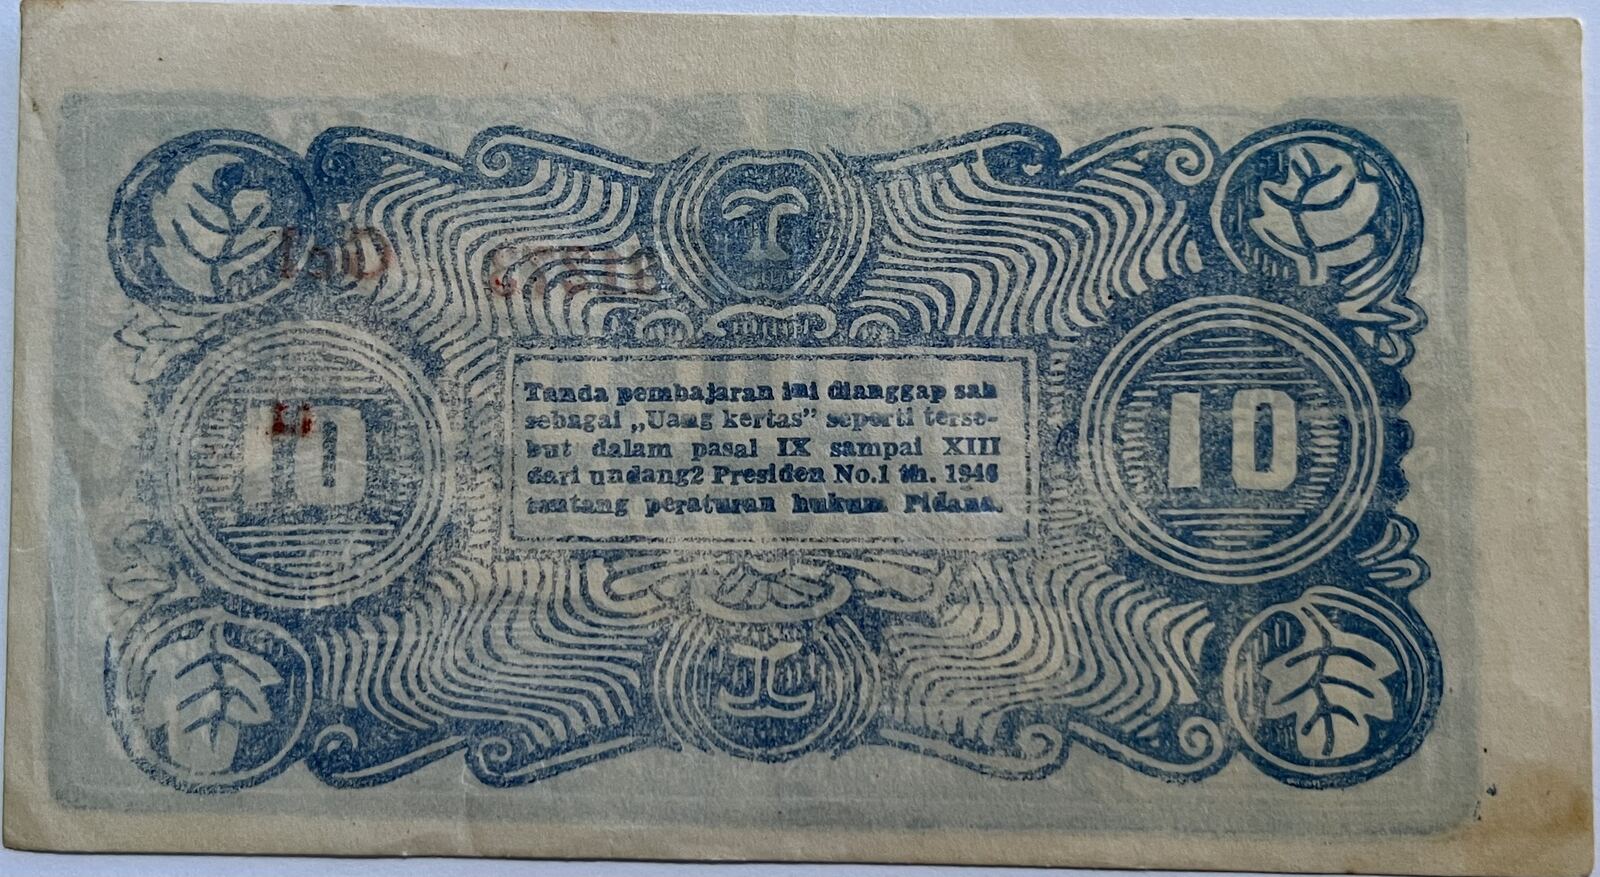 10
10
Tanda pembajaran ini dianggap sah
sebagai „Uang kertas” seperti terse-
but dalam pasal IX sampai XIII
dari undang2 Presiden No.1 th. 1946
tentang peraturan hukum Pidana.